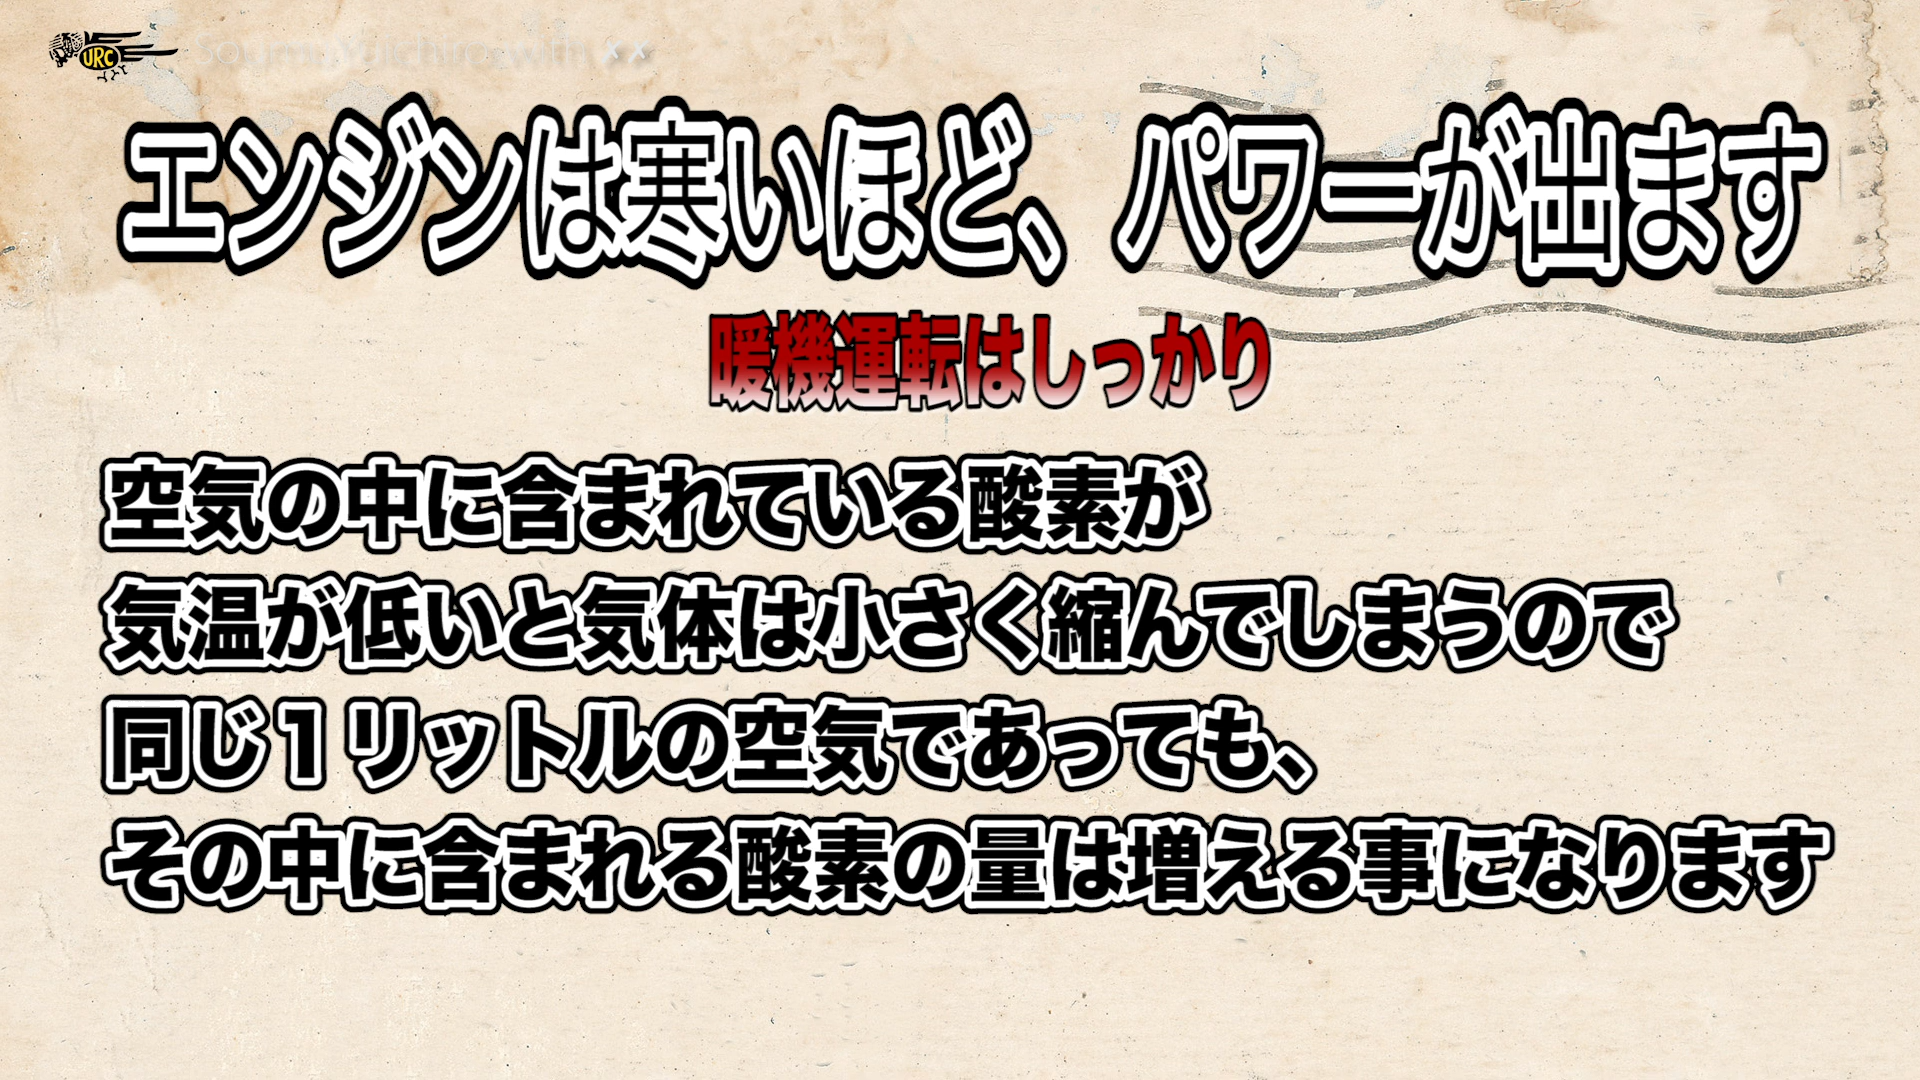 URC
エンジンは寒いほど、パワーが出ます
暖機運転はしっかり
空気の中に含まれている酸素が
気温が低いと気体は小さく縮んでしまうので
同じ１リットルの空気であっても、
その中に含まれる酸素の量は増える事になります